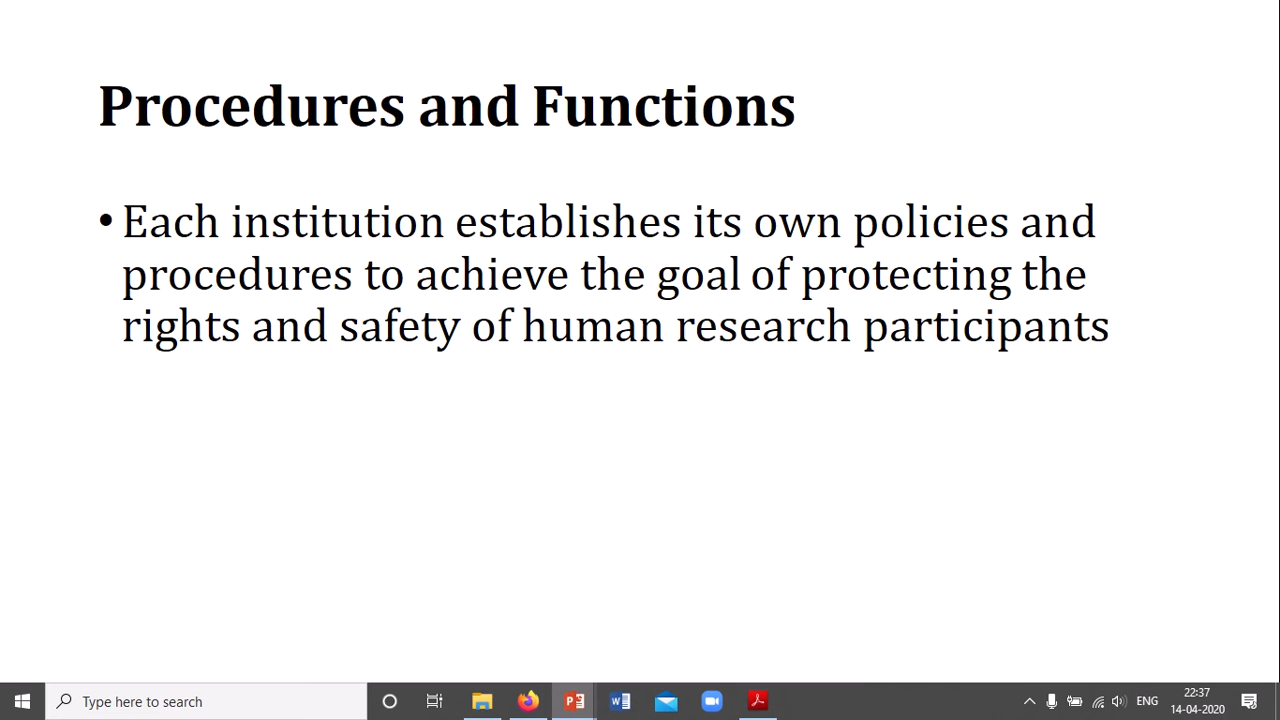 Procedures and Functions
• Each institution establishes its own policies and
procedures to achieve the goal of protecting the
rights and safety of human research participants
Type here to search
ENG
22:37
14-04-2020